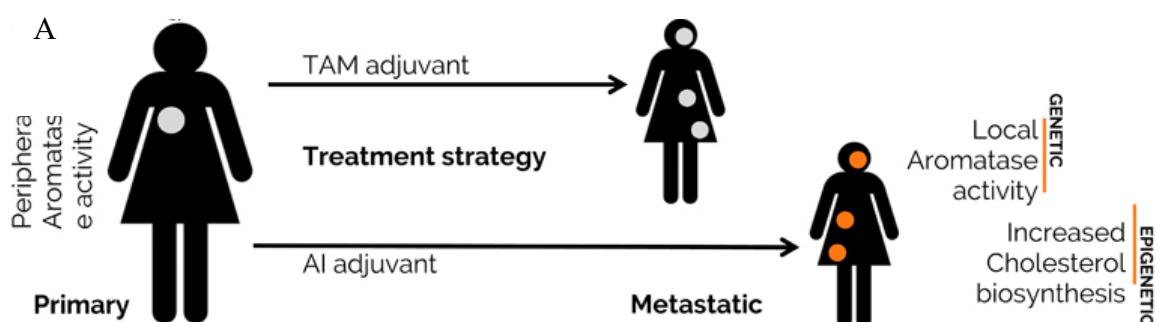 A
TAM adjuvant
Periphera
Aromatas
e activity
Treatment strategy
AI adjuvant
Primary
Metastatic
Local
Aromatase
activity
GENETIC
Increased
Cholesterol
biosynthesis
EPIGENETIC